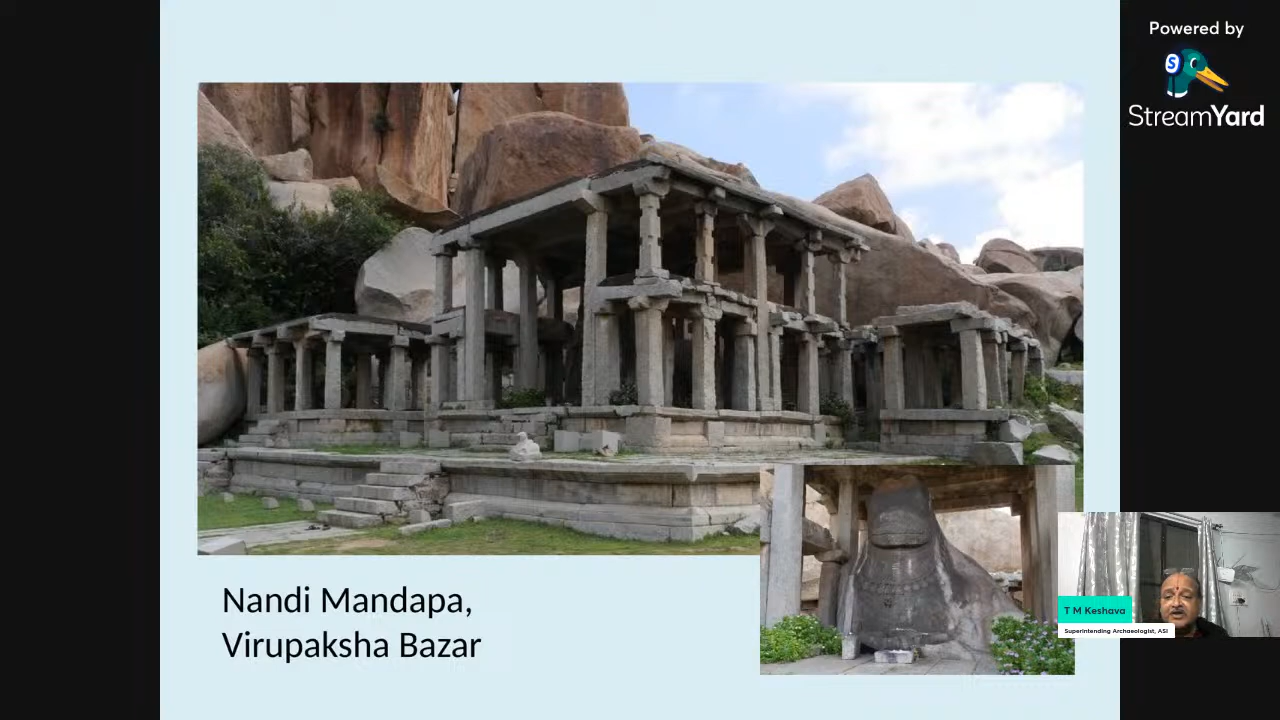 Powered by
StreamYard
Nandi Mandapa,
Virupaksha Bazar
T M Keshava
Superintending Archaeologist, ASI